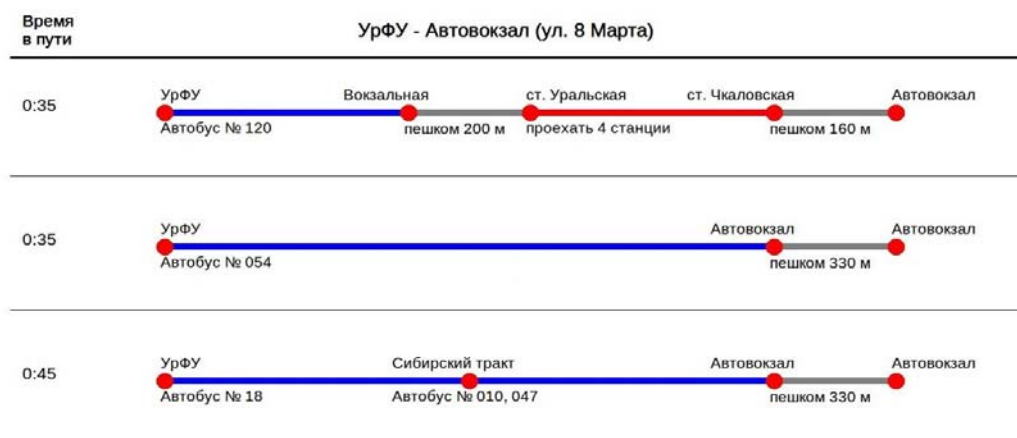 Время
в пути
УрФУ - Автовокзал (ул. 8 Марта)
0:35
УрФУ Вокзальная ст. Уральская ст. Чкаловская Автовокзал
Автобус № 120 пешком 200 м проехать 4 станции пешком 160 м
0:35
УрФУ Автовокзал Автовокзал
Автобус № 054 пешком 330 м
0:45
УрФУ Сибирский тракт Автовокзал Автовокзал
Автобус № 18 Автобус № 010, 047 пешком 330 м